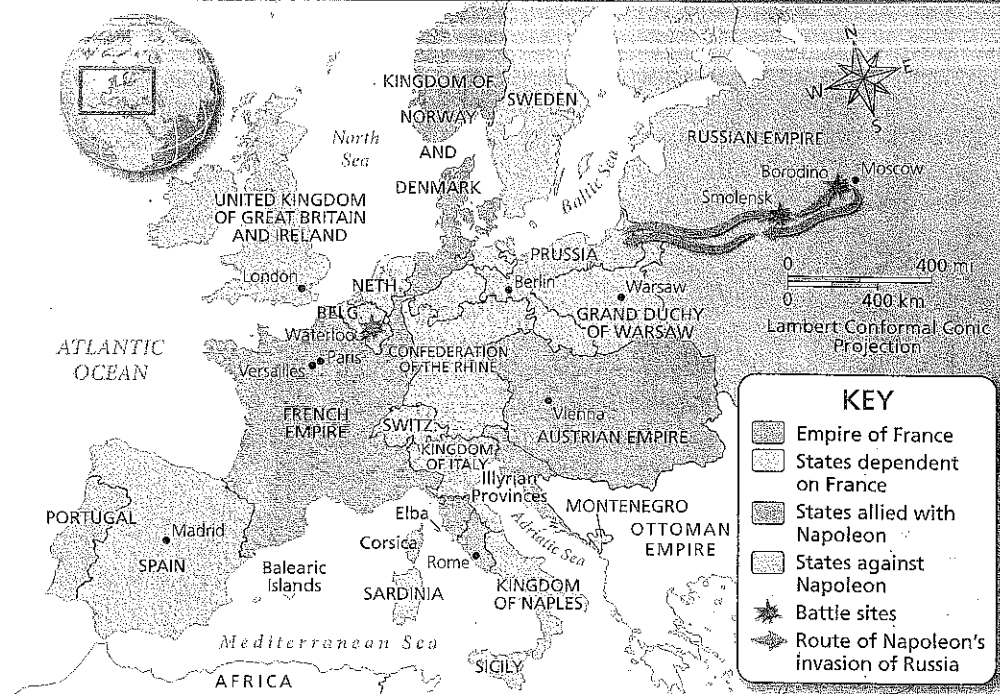 N
E
W
S
KINGDOM OF
NORWAY
AND
DENMARK
SWEDEN
North
Sea
Baltic Sea
RUSSIAN EMPIRE
Borodino
Moscow
Smolensk
UNITED KINGDOM
OF GREAT BRITAIN
AND IRELAND
London
PRUSSIA
0
400 mi
0
400 km
Lambert Conformal Conic
Projection
NETH.
Berlin
Warsaw
GRAND DUCHY
OF WARSAW
BELG.
Waterloo
ATLANTIC
OCEAN
Paris
Versailles
CONFEDERATION
OF THE RHINE
FRENCH
EMPIRE
Vienna
SWITZ.
AUSTRIAN EMPIRE
KINGDOM
OF ITALY
Illyrian
Provinces
MONTENEGRO
OTTOMAN
EMPIRE
PORTUGAL
Madrid
SPAIN
Elba
Corsica
Rome
Adriatic Sea
Balearic
Islands
SARDINIA
KINGDOM
OF NAPLES
Mediterranean Sea
SICILY
AFRICA
KEY
Empire of France
States dependent
on France
States allied with
Napoleon
States against
Napoleon
Battle sites
Route of Napoleon's
invasion of Russia